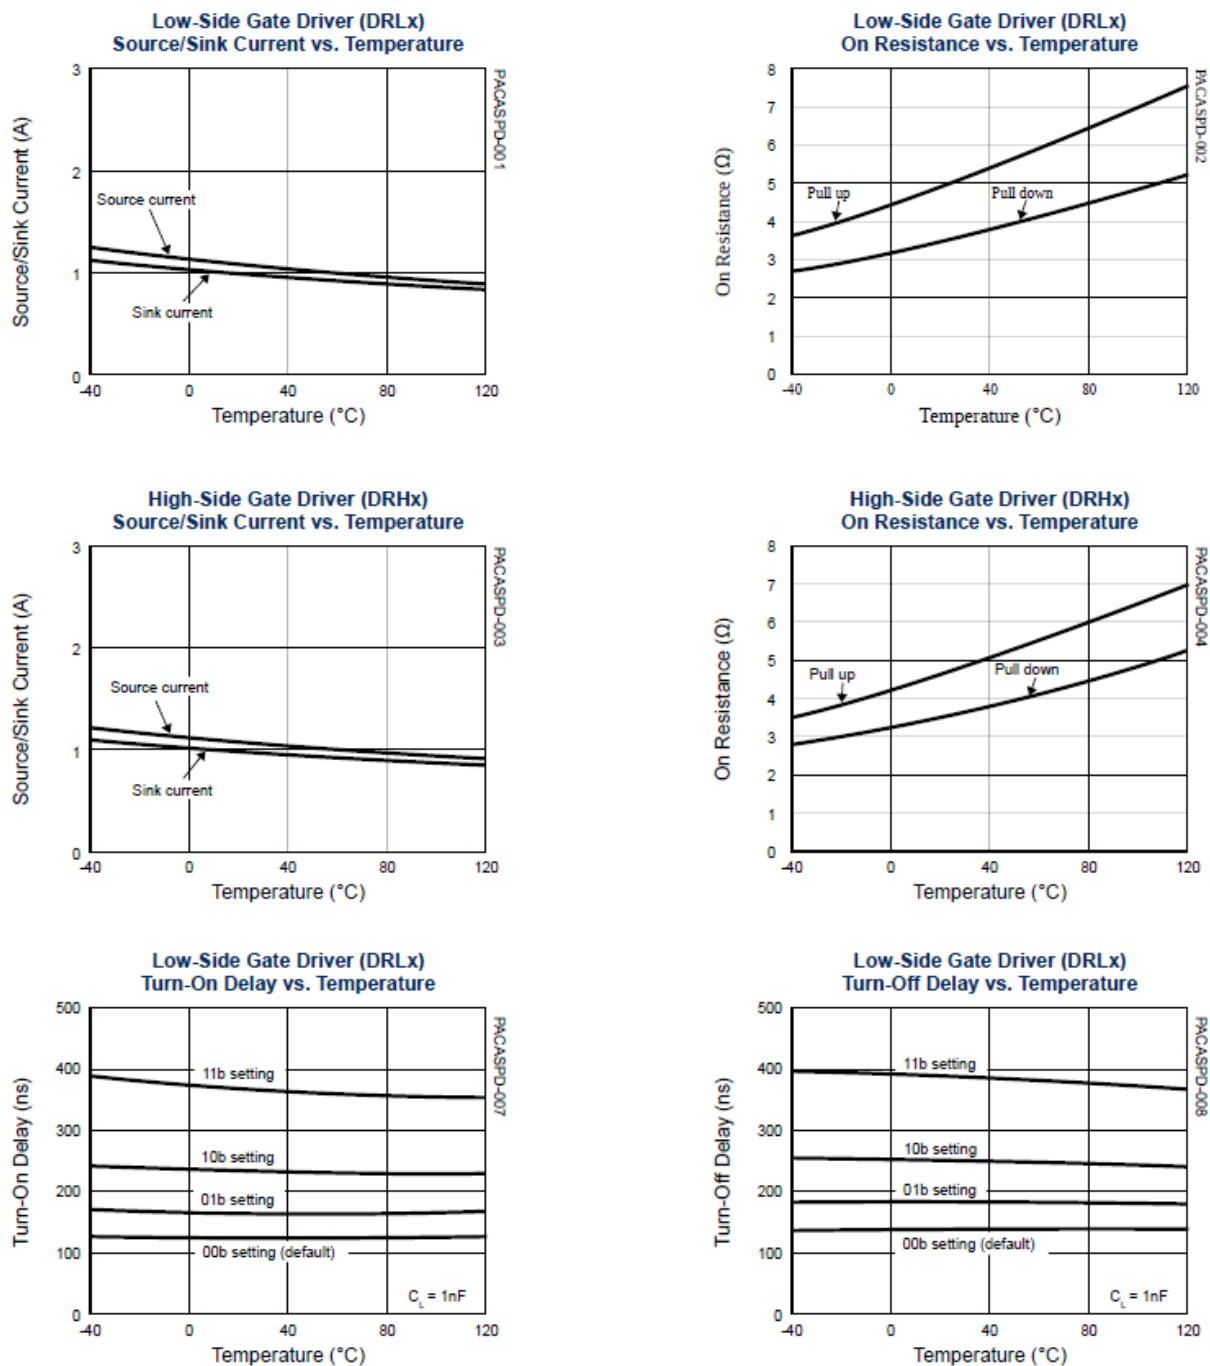 Low-Side Gate Driver (DRLx)
Source/Sink Current vs. Temperature
3
2
1
0
Source/Sink Current (A)
Source current
Sink current
-40 0 40 80 120
Temperature (°C)
PACASPD-001
Low-Side Gate Driver (DRLx)
On Resistance vs. Temperature
8
7
6
5
4
3
2
1
0
On Resistance (Ω)
Pull up
Pull down
-40 0 40 80 120
Temperature (°C)
PACASPD-002
High-Side Gate Driver (DRHx)
Source/Sink Current vs. Temperature
3
2
1
0
Source/Sink Current (A)
Source current
Sink current
-40 0 40 80 120
Temperature (°C)
PACASPD-003
High-Side Gate Driver (DRHx)
On Resistance vs. Temperature
8
7
6
5
4
3
2
1
0
On Resistance (Ω)
Pull up
Pull down
-40 0 40 80 120
Temperature (°C)
PACASPD-004
Low-Side Gate Driver (DRLx)
Turn-On Delay vs. Temperature
500
400
300
200
100
0
Turn-On Delay (ns)
11b setting
10b setting
01b setting
00b setting (default)
C_L = 1nF
-40 0 40 80 120
Temperature (°C)
PACASPD-007
Low-Side Gate Driver (DRLx)
Turn-Off Delay vs. Temperature
500
400
300
200
100
0
Turn-Off Delay (ns)
11b setting
10b setting
01b setting
00b setting (default)
C_L = 1nF
-40 0 40 80 120
Temperature (°C)
PACASPD-008